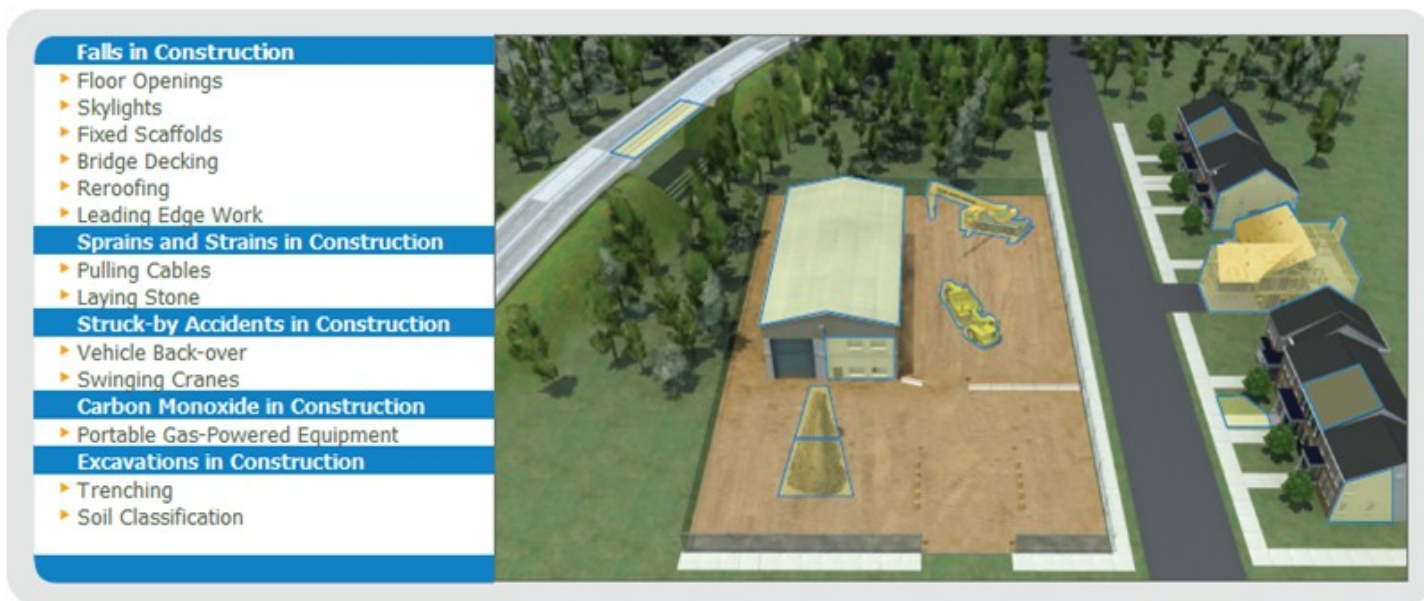 Falls in Construction
Floor Openings
Skylights
Fixed Scaffolds
Bridge Decking
Reroofing
Leading Edge Work
Sprains and Strains in Construction
Pulling Cables
Laying Stone
Struck-by Accidents in Construction
Vehicle Back-over
Swinging Cranes
Carbon Monoxide in Construction
Portable Gas-Powered Equipment
Excavations in Construction
Trenching
Soil Classification